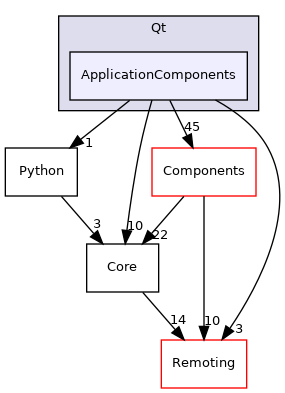 Qt
ApplicationComponents
1
45
Python
Components
3
10
22
Core
14
10
3
Remoting